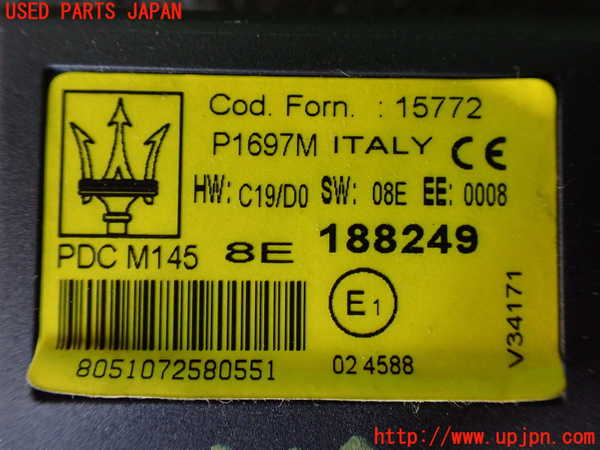 USED PARTS JAPAN
Cod. Forn. : 15772
P1697M ITALY CE
HW: C19/D0 SW: 08E EE: 0008
PDC M145 8E 188249
E1
8051072580551
02 4588
V34171
http://www.upjpn.com/